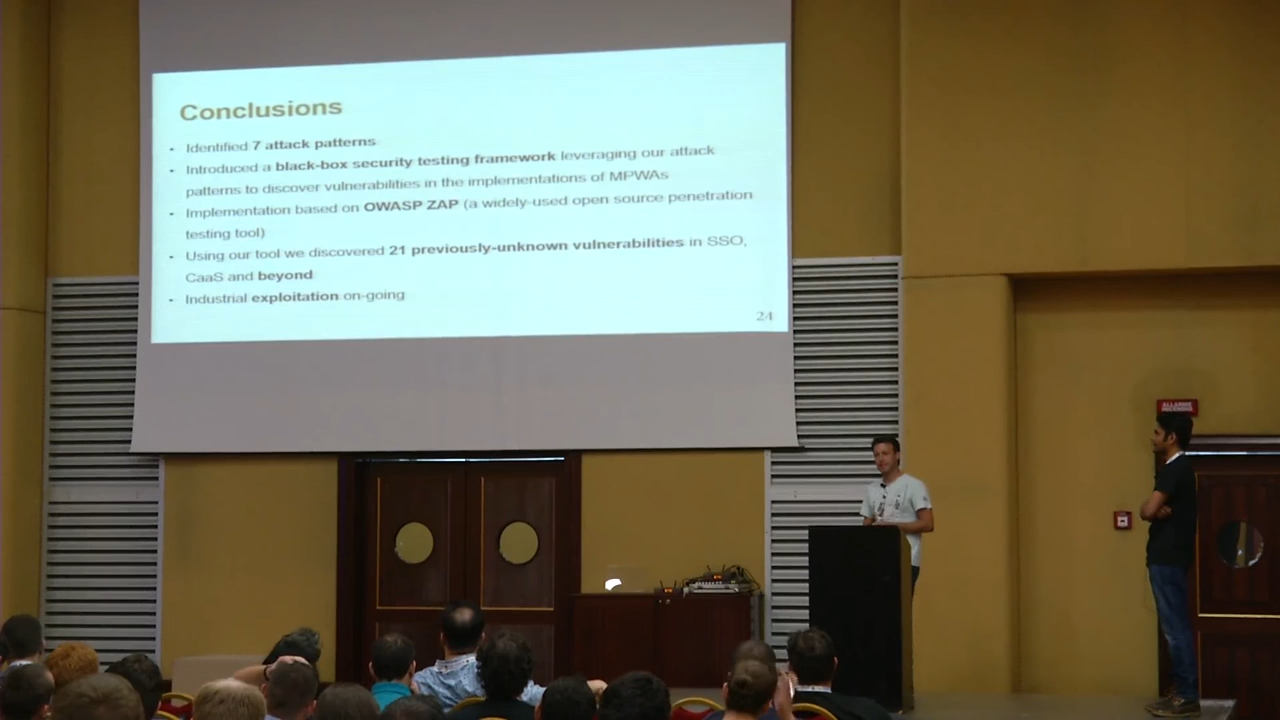 Conclusions
• Identified 7 attack patterns
• Introduced a black-box security testing framework leveraging our attack
patterns to discover vulnerabilities in the implementations of MPWAs
• Implementation based on OWASP ZAP (a widely-used open source penetration
testing tool)
• Using our tool we discovered 21 previously-unknown vulnerabilities in SSO,
CaaS and beyond
• Industrial exploitation on-going
24
ALLARME
INCENDIO